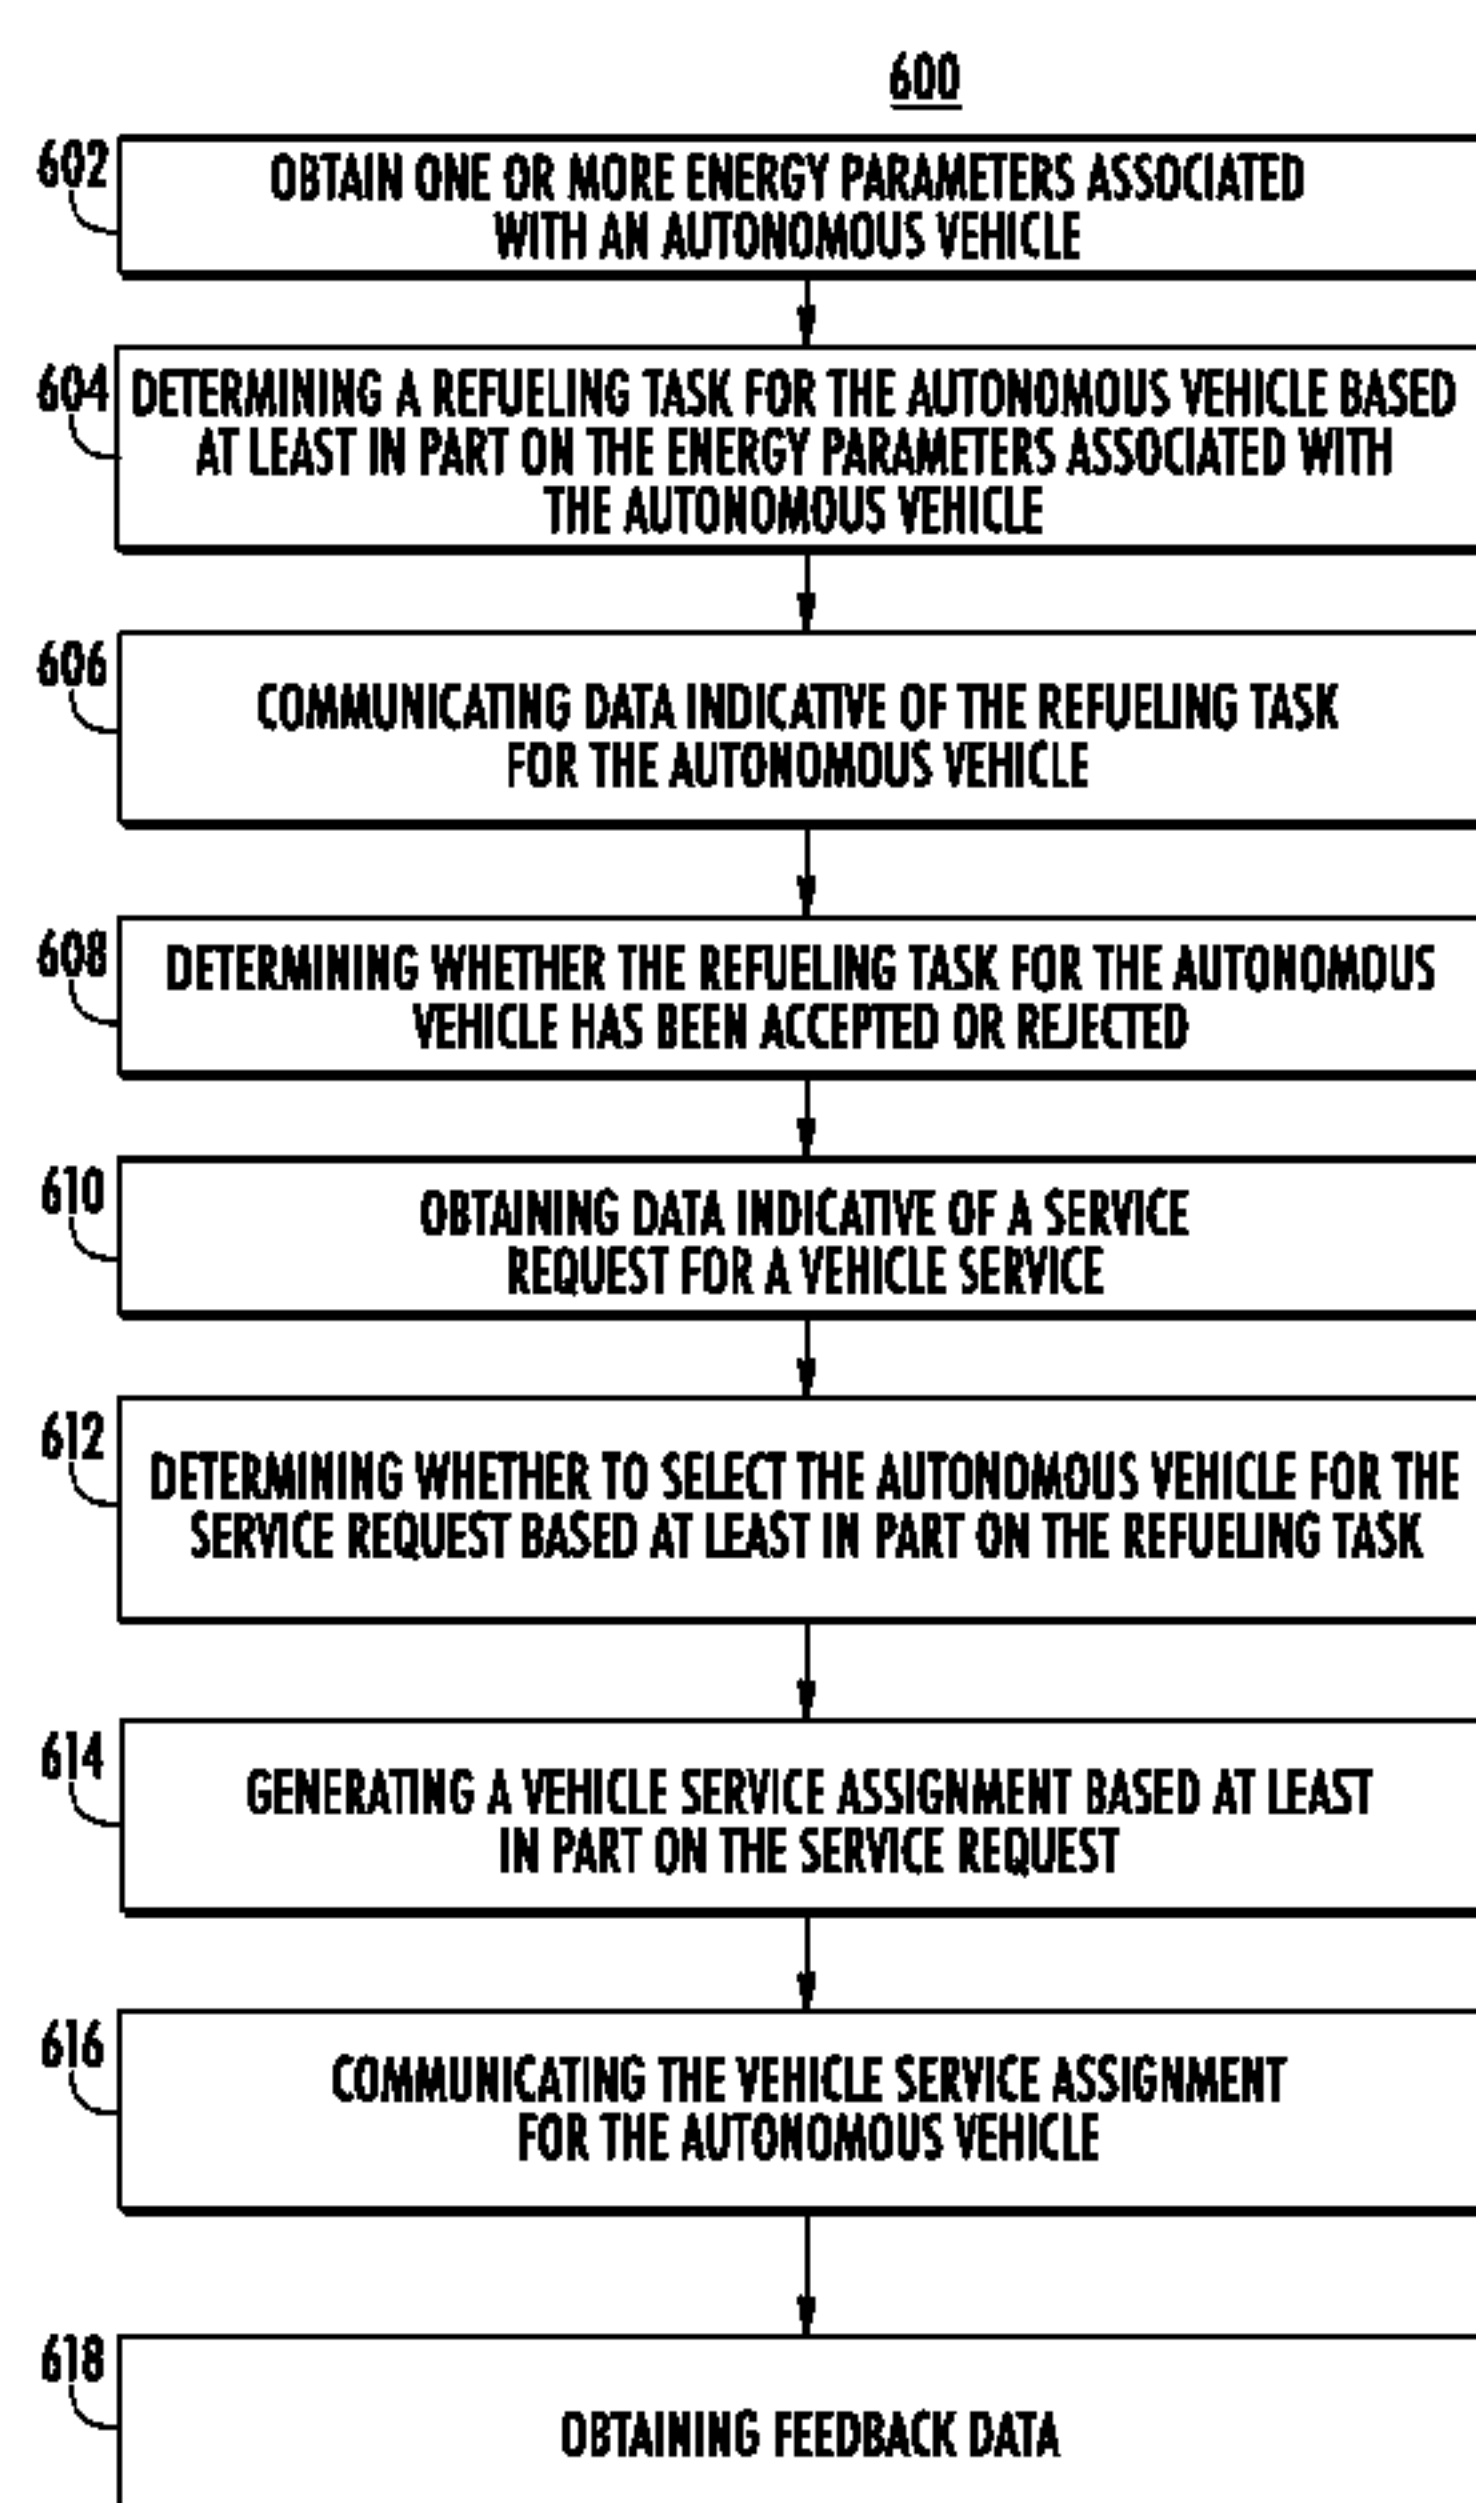 600
602
OBTAIN ONE OR MORE ENERGY PARAMETERS ASSOCIATED
WITH AN AUTONOMOUS VEHICLE
604
DETERMINING A REFUELING TASK FOR THE AUTONOMOUS VEHICLE BASED
AT LEAST IN PART ON THE ENERGY PARAMETERS ASSOCIATED WITH
THE AUTONOMOUS VEHICLE
606
COMMUNICATING DATA INDICATIVE OF THE REFUELING TASK
FOR THE AUTONOMOUS VEHICLE
608
DETERMINING WHETHER THE REFUELING TASK FOR THE AUTONOMOUS
VEHICLE HAS BEEN ACCEPTED OR REJECTED
610
OBTAINING DATA INDICATIVE OF A SERVICE
REQUEST FOR A VEHICLE SERVICE
612
DETERMINING WHETHER TO SELECT THE AUTONOMOUS VEHICLE FOR THE
SERVICE REQUEST BASED AT LEAST IN PART ON THE REFUELING TASK
614
GENERATING A VEHICLE SERVICE ASSIGNMENT BASED AT LEAST
IN PART ON THE SERVICE REQUEST
616
COMMUNICATING THE VEHICLE SERVICE ASSIGNMENT
FOR THE AUTONOMOUS VEHICLE
618
OBTAINING FEEDBACK DATA